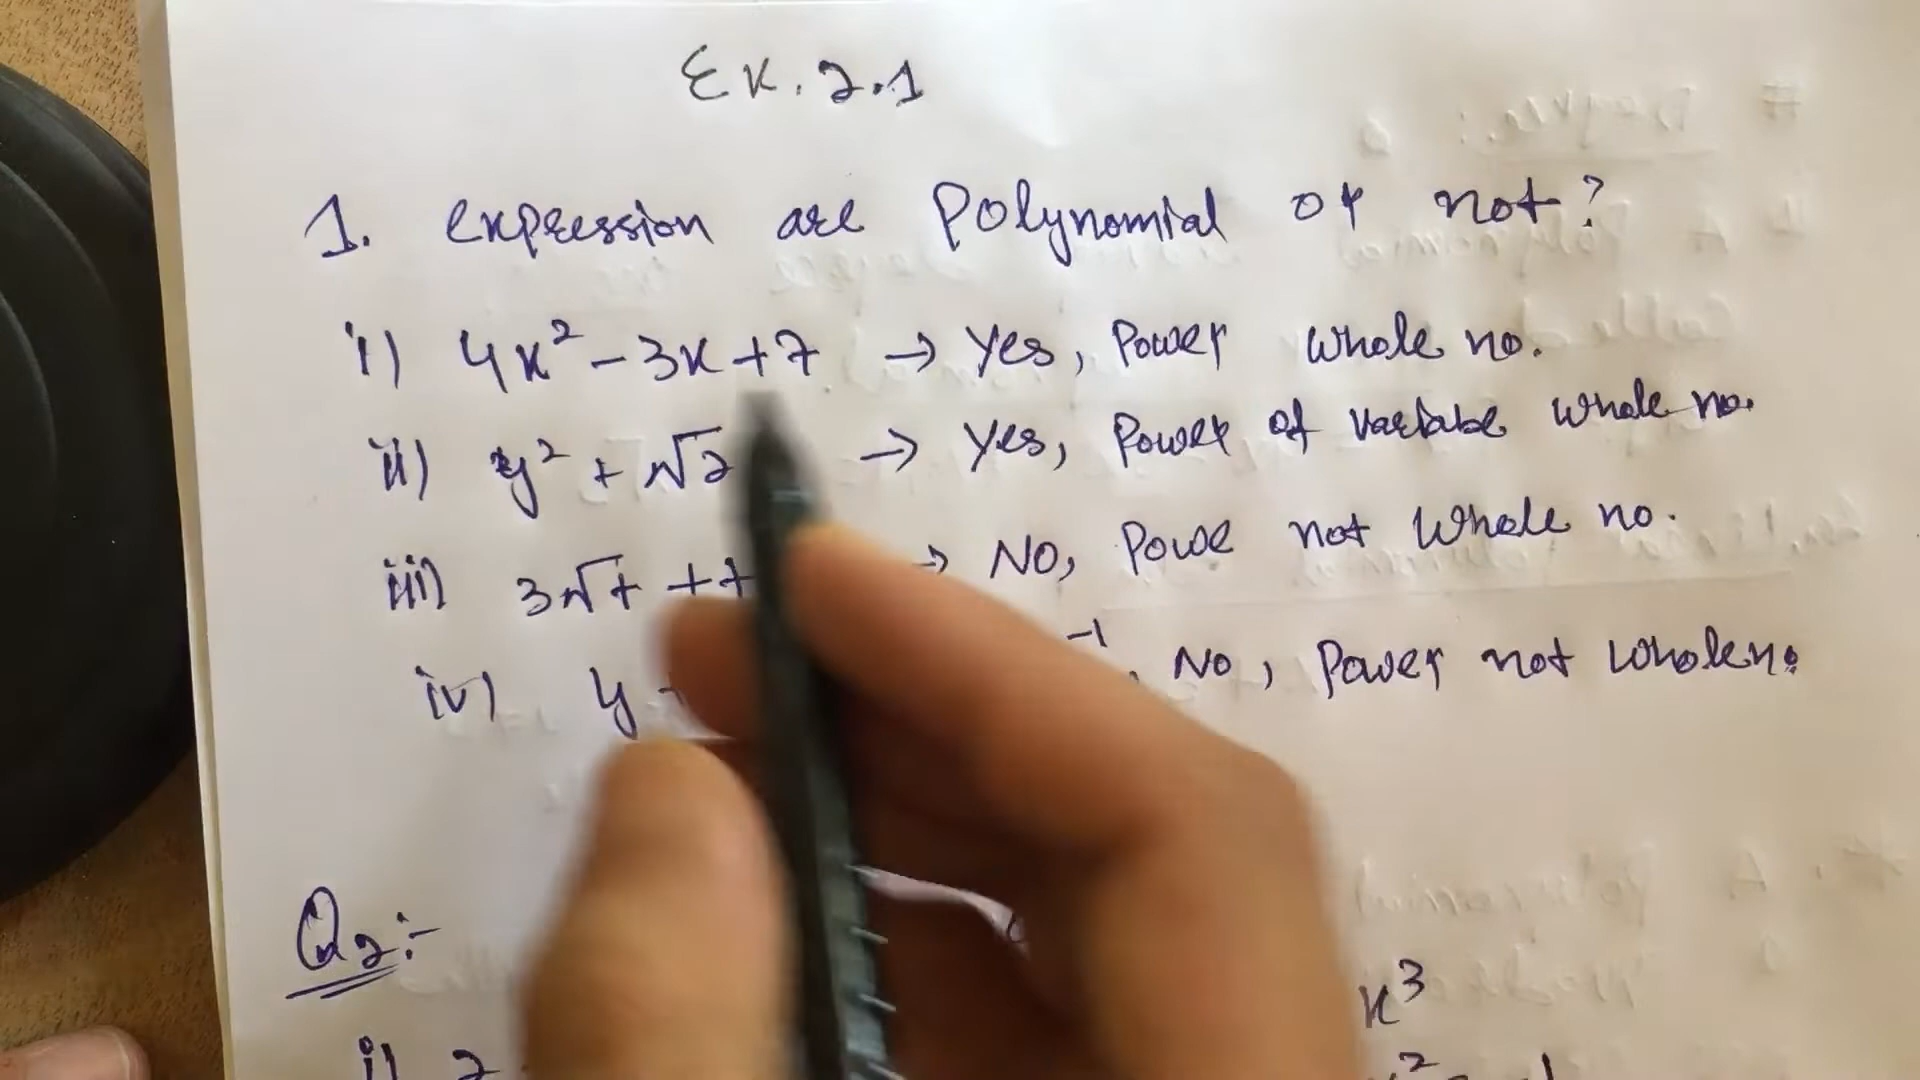 Ex. 2.1
1. expression are Polynomial or not?
i) 4x² - 3x + 7 → Yes, Power whole no.
ii) y² + √2 → Yes, Power of variable whole no.
iii) 3√t + t → No, Powe not whole no.
iv) y + -1, No, Power not whole no.
Q2:-
x³
i) 2